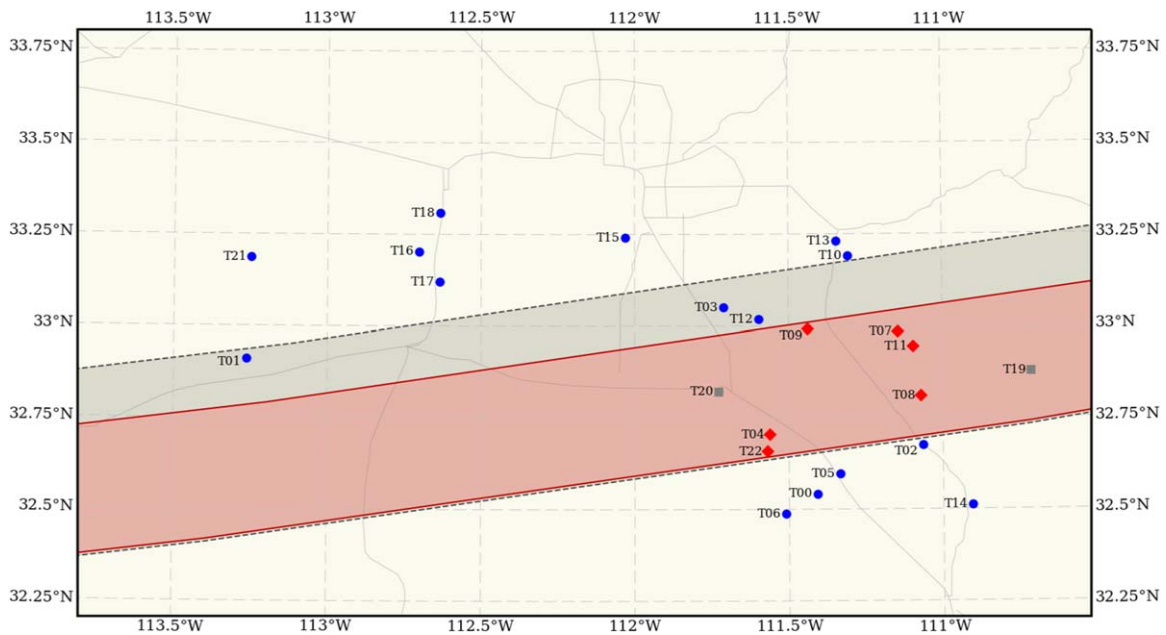 113.5°W 113°W 112.5°W 112°W 111.5°W 111°W
33.75°N 33.75°N
33.5°N 33.5°N
T18
33.25°N 33.25°N
T15
T13
T16
T21
T10
T17
T03
T12
33°N 33°N
T09
T07
T11
T01
T19
T20
T08
32.75°N 32.75°N
T04
T22
T02
T05
T00
T14
32.5°N 32.5°N
T06
32.25°N 32.25°N
113.5°W 113°W 112.5°W 112°W 111.5°W 111°W